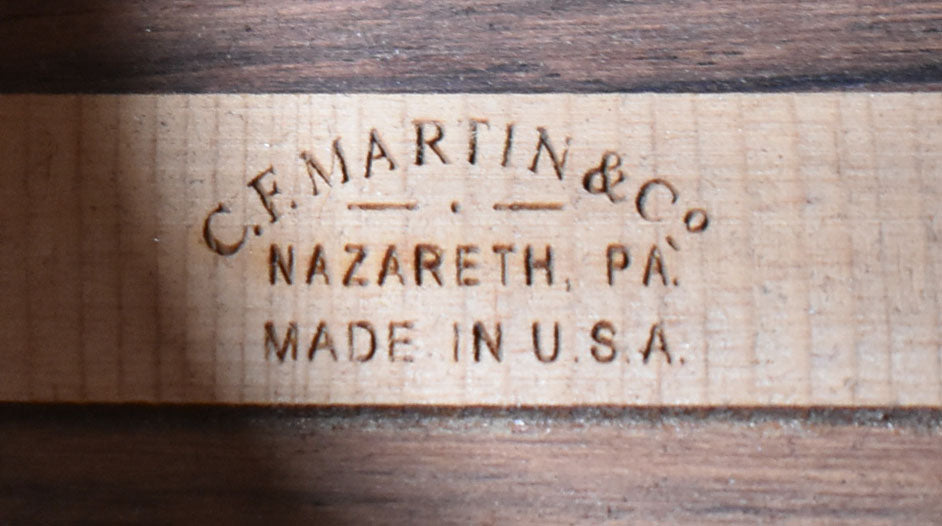 C.F. MARTIN & Co
— · —
NAZARETH, PA.
MADE IN U.S.A.